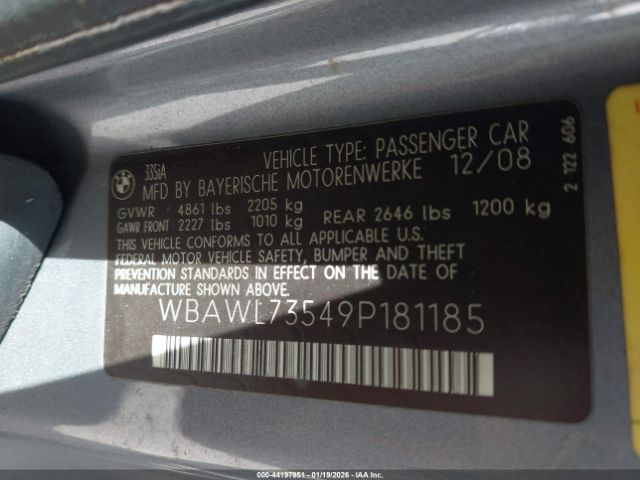 BMW
335iA
VEHICLE TYPE: PASSENGER CAR
MFD BY BAYERISCHE MOTORENWERKE 12/08
GVWR 4861 lbs 2205 kg
GAWR FRONT 2227 lbs 1010 kg REAR 2646 lbs 1200 kg
THIS VEHICLE CONFORMS TO ALL APPLICABLE U.S.
FEDERAL MOTOR VEHICLE SAFETY, BUMPER AND THEFT
PREVENTION STANDARDS IN EFFECT ON THE DATE OF
MANUFACTURE SHOWN ABOVE.
WBAWL73549P181185
2 122 606
000 - 44197951 - 01/19/2026 - IAA Inc.